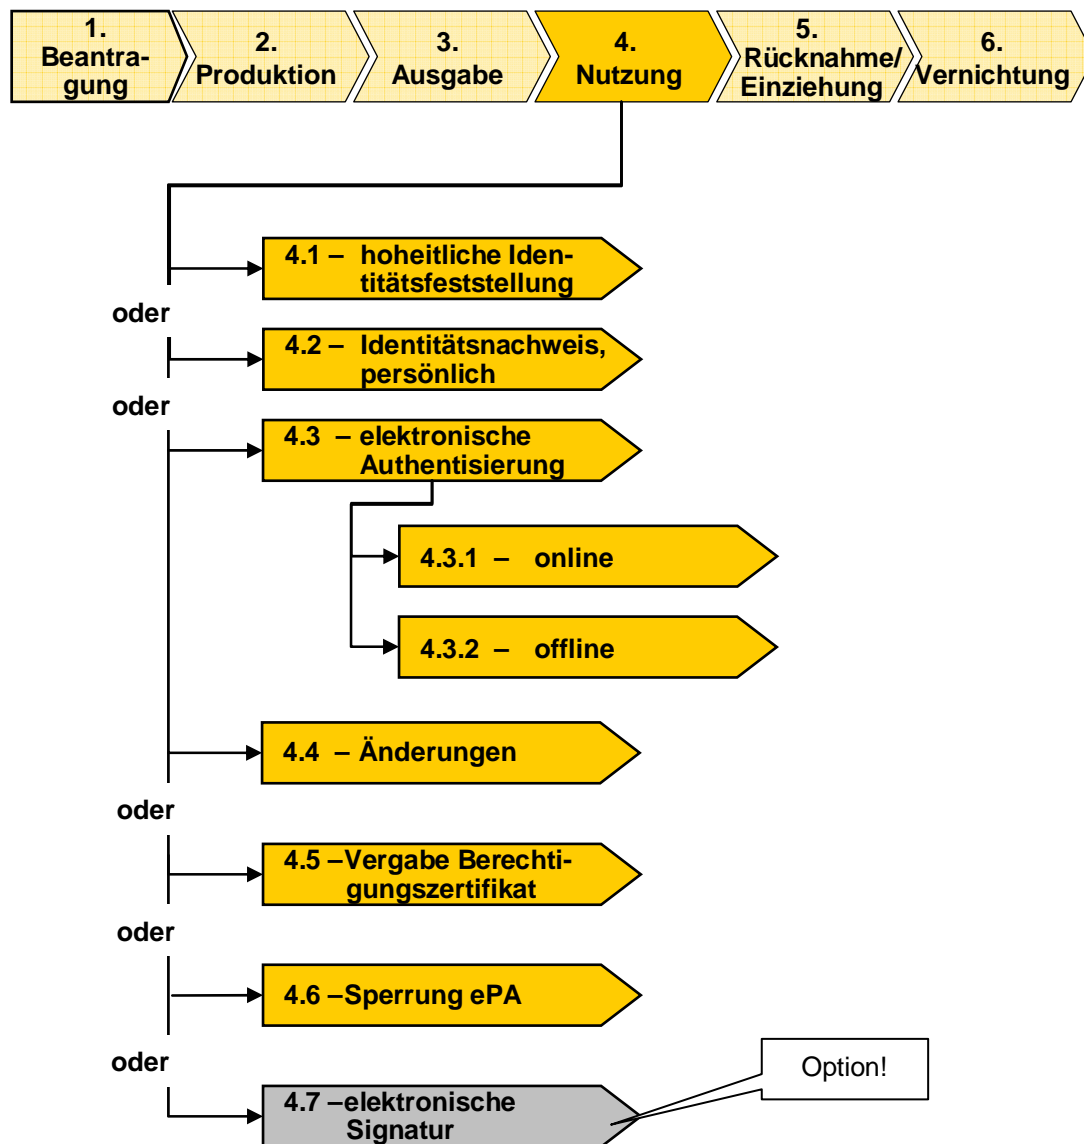 1.
Beantra-
gung
2.
Produktion
3.
Ausgabe
4.
Nutzung
5.
Rücknahme/
Einziehung
6.
Vernichtung
4.1 – hoheitliche Iden-
titätsfeststellung
oder
4.2 – Identitätsnachweis,
persönlich
oder
4.3 – elektronische
Authentisierung
4.3.1 – online
4.3.2 – offline
4.4 – Änderungen
oder
4.5 –Vergabe Berechti-
gungszertifikat
oder
4.6 –Sperrung ePA
oder
Option!
4.7 –elektronische
Signatur